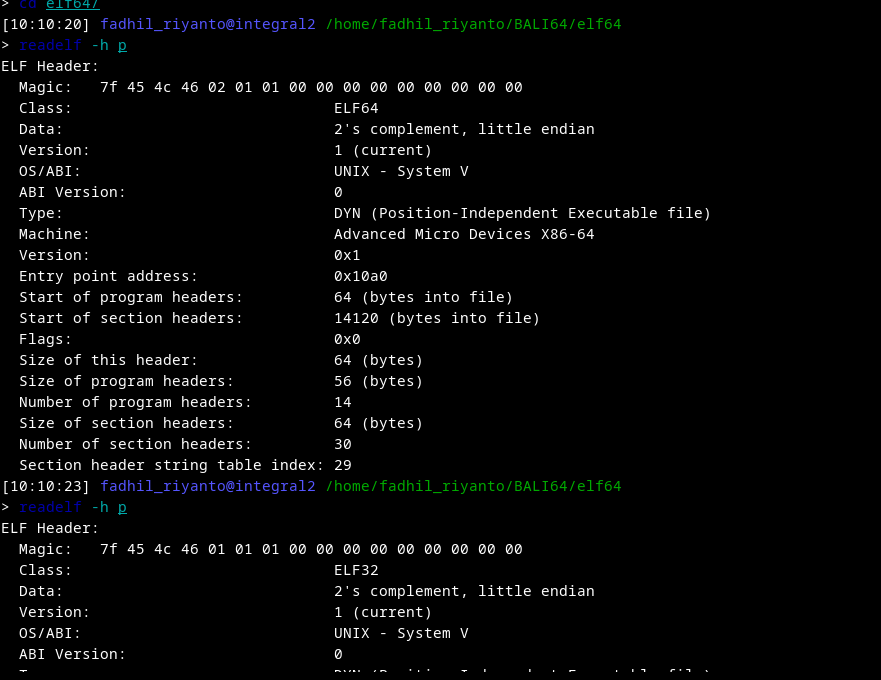 > cd elf64/
[10:10:20] fadhil_riyanto@integral2 /home/fadhil_riyanto/BALI64/elf64
> readelf -h p
ELF Header:
  Magic:   7f 45 4c 46 02 01 01 00 00 00 00 00 00 00 00 00
  Class:                             ELF64
  Data:                              2's complement, little endian
  Version:                           1 (current)
  OS/ABI:                            UNIX - System V
  ABI Version:                       0
  Type:                              DYN (Position-Independent Executable file)
  Machine:                           Advanced Micro Devices X86-64
  Version:                           0x1
  Entry point address:               0x10a0
  Start of program headers:          64 (bytes into file)
  Start of section headers:          14120 (bytes into file)
  Flags:                             0x0
  Size of this header:               64 (bytes)
  Size of program headers:           56 (bytes)
  Number of program headers:         14
  Size of section headers:           64 (bytes)
  Number of section headers:         30
  Section header string table index: 29
[10:10:23] fadhil_riyanto@integral2 /home/fadhil_riyanto/BALI64/elf64
> readelf -h p
ELF Header:
  Magic:   7f 45 4c 46 01 01 01 00 00 00 00 00 00 00 00 00
  Class:                             ELF32
  Data:                              2's complement, little endian
  Version:                           1 (current)
  OS/ABI:                            UNIX - System V
  ABI Version:                       0
  Type:                              DYN (Position-Independent Executable file)